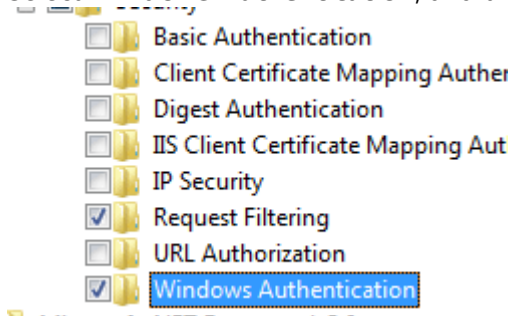 Security
Basic Authentication
Client Certificate Mapping Auther
Digest Authentication
IIS Client Certificate Mapping Aut
IP Security
Request Filtering
URL Authorization
Windows Authentication